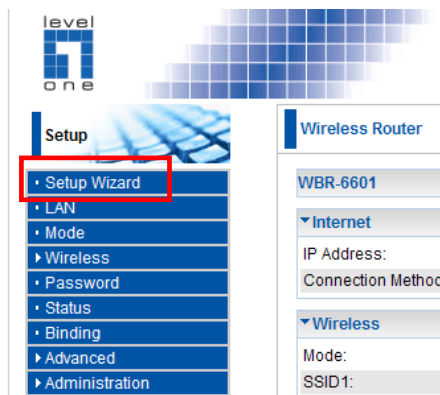 level
one
Setup
Setup Wizard
LAN
Mode
Wireless
Password
Status
Binding
Advanced
Administration
Wireless Router
WBR-6601
Internet
IP Address:
Connection Method
Wireless
Mode:
SSID1: